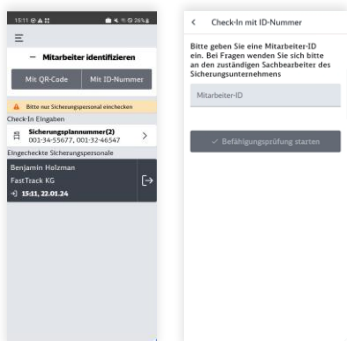 15:11
26%
Mitarbeiter identifizieren
Mit QR-Code
Mit ID-Nummer
Bitte nur Sicherungspersonal einchecken
Check-In Eingaben
Sicherungsplannummer(2)
001-34-55677, 001-32-46547
Eingecheckte Sicherungspersonale
Benjamin Holzman
FastTrack KG
15:11, 22.01.24
Check-In mit ID-Nummer
Bitte geben Sie eine Mitarbeiter-ID
ein. Bei Fragen wenden Sie sich bitte
an den zuständigen Sachbearbeiter des
Sicherungsunternehmens
Mitarbeiter-ID
Befähigungsprüfung starten